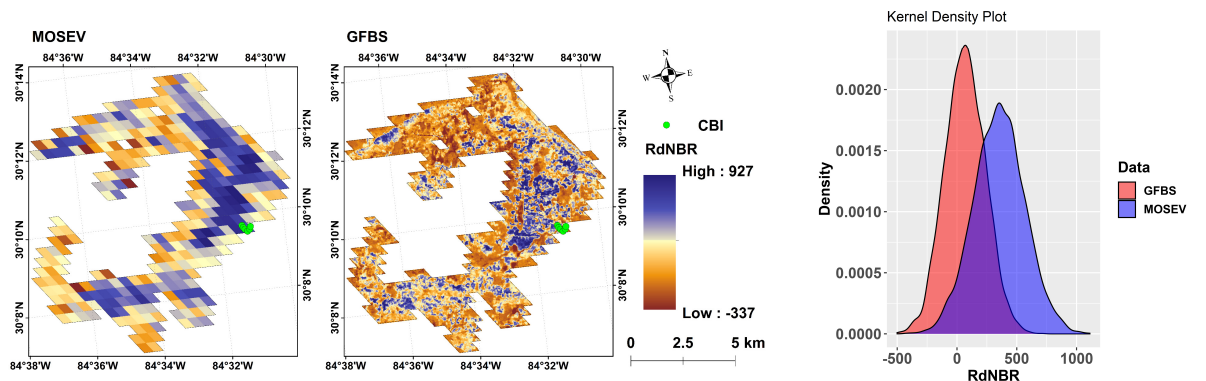 MOSEV
84°36'W 84°34'W 84°32'W 84°30'W
30°14'N
30°12'N
30°10'N
30°8'N
30°12'N
30°10'N
30°8'N
84°38'W 84°36'W 84°34'W 84°32'W
GFBS
84°36'W 84°34'W 84°32'W 84°30'W
30°14'N
30°12'N
30°10'N
30°8'N
30°12'N
30°10'N
30°8'N
84°38'W 84°36'W 84°34'W 84°32'W
N
W E
S
CBI
RdNBR
High : 927
Low : -337
0 2.5 5 km
Kernel Density Plot
Density
0.0020
0.0015
0.0010
0.0005
0.0000
-500 0 500 1000
RdNBR
Data
GFBS
MOSEV